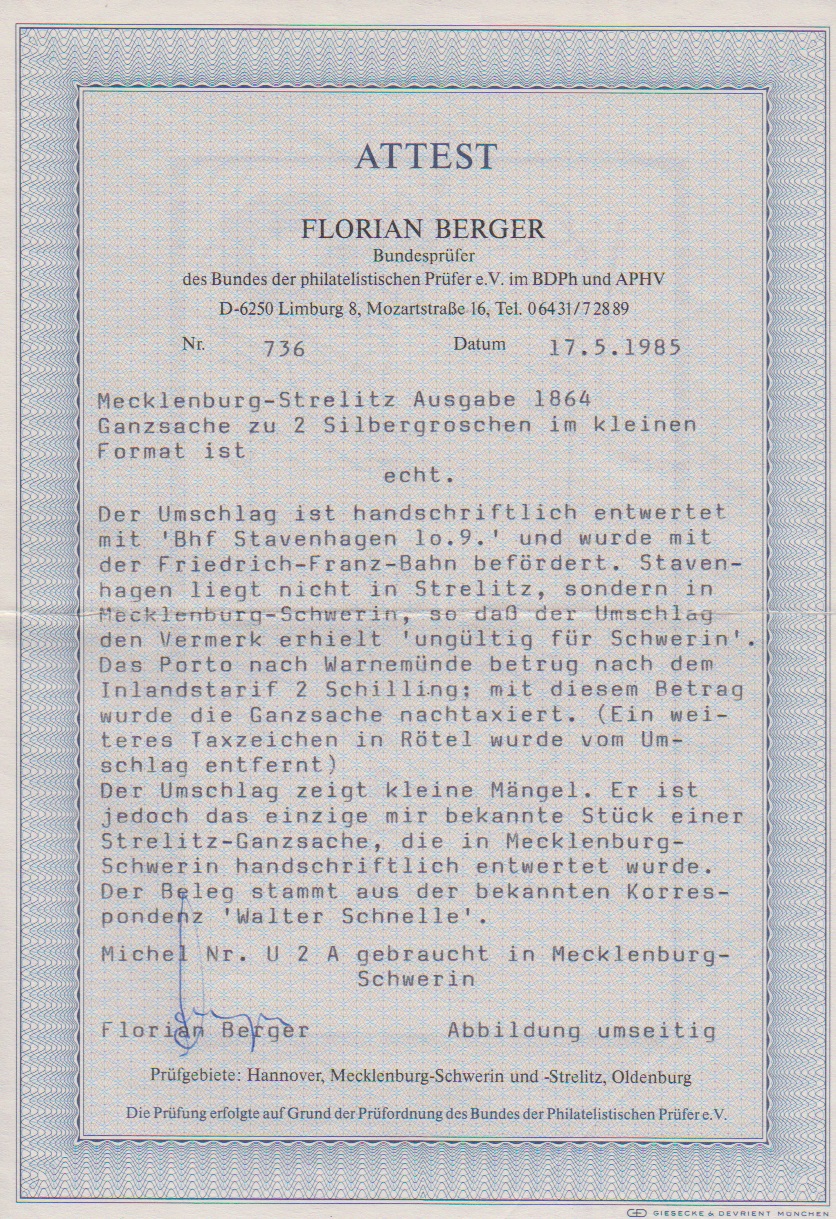 ATTEST
FLORIAN BERGER
Bundesprüfer
des Bundes der philatelistischen Prüfer e.V. im BDPh und APHV
D-6250 Limburg 8, Mozartstraße 16, Tel. 06431/72889
Nr. 736 Datum 17.5.1985
Mecklenburg-Strelitz Ausgabe 1864
Ganzsache zu 2 Silbergroschen im kleinen
Format ist
echt.
Der Umschlag ist handschriftlich entwertet
mit 'Bhf Stavenhagen lo.9.' und wurde mit
der Friedrich-Franz-Bahn befördert. Staven-
hagen liegt nicht in Strelitz, sondern in
Mecklenburg-Schwerin, so daß der Umschlag
den Vermerk erhielt 'ungültig für Schwerin'.
Das Porto nach Warnemünde betrug nach dem
Inlandstarif 2 Schilling; mit diesem Betrag
wurde die Ganzsache nachtaxiert. (Ein wei-
teres Taxzeichen in Rötel wurde vom Um-
schlag entfernt)
Der Umschlag zeigt kleine Mängel. Er ist
jedoch das einzige mir bekannte Stück einer
Strelitz-Ganzsache, die in Mecklenburg-
Schwerin handschriftlich entwertet wurde.
Der Beleg stammt aus der bekannten Korres-
pondenz 'Walter Schnelle'.
Michel Nr. U 2 A gebraucht in Mecklenburg-
Schwerin
Florian Berger Abbildung umseitig
Prüfgebiete: Hannover, Mecklenburg-Schwerin und -Strelitz, Oldenburg
Die Prüfung erfolgte auf Grund der Prüfordnung des Bundes der Philatelistischen Prüfer e.V.
GIESECKE & DEVRIENT MÜNCHEN